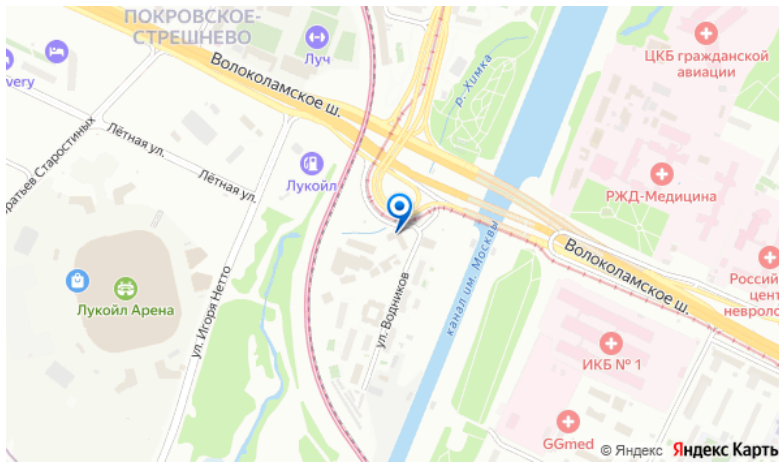 ПОКРОВСКОЕ-
СТРЕШНЕВО
Луч
ЦКБ гражданской
авиации
very
Волоколамское ш.
р. Химка
Лётная ул.
Лётная ул.
Лукойл
РЖД-Медицина
ратьев Старостиных
Волоколамское ш.
Росси
цент
невроло
канал им. Москвы
ул. Игоря Нетто
Лукойл Арена
ул. Водников
ИКБ № 1
GGmed
© Яндекс Яндекс Карты